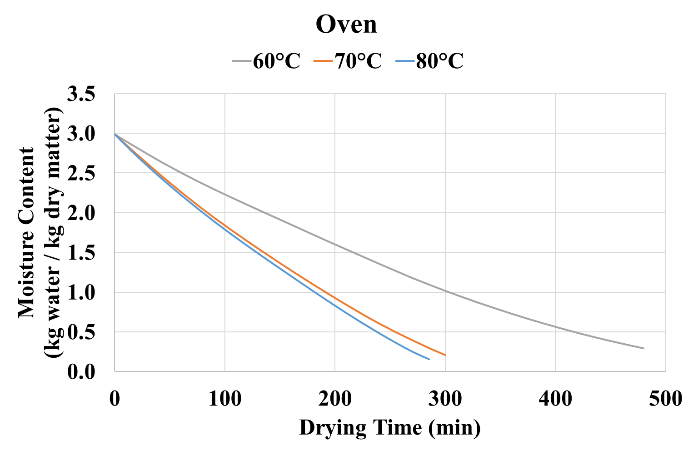 Oven
60°C 70°C 80°C
3.5
3.0
2.5
2.0
1.5
1.0
0.5
0.0
Moisture Content
(kg water / kg dry matter)
0 100 200 300 400 500
Drying Time (min)